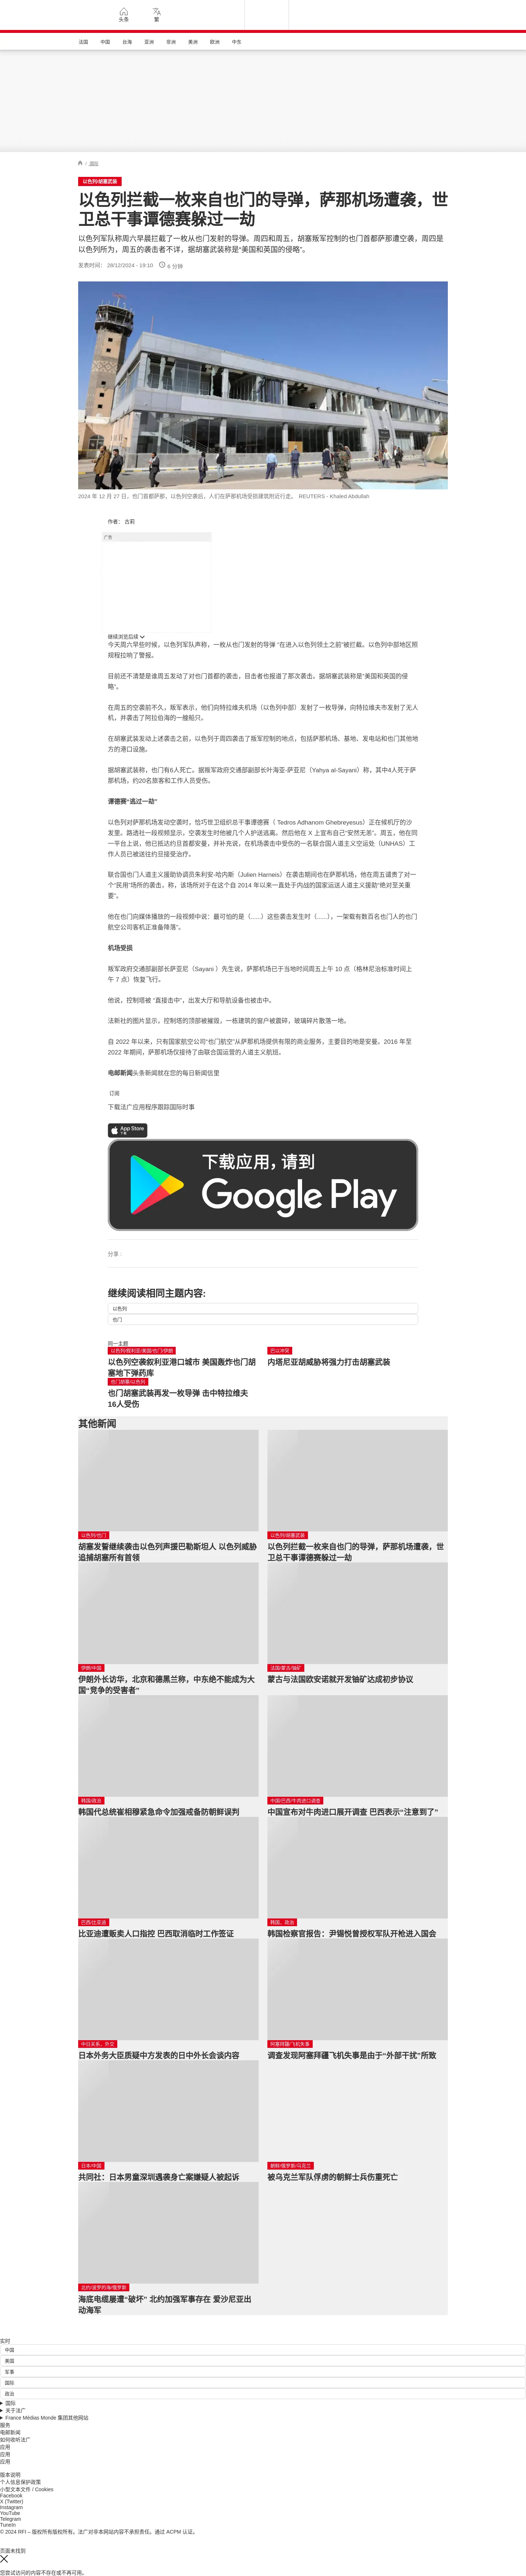 头条
繁
法国
中国
台海
亚洲
非洲
美洲
欧洲
中东
/ 国际
以色列/胡塞武装
以色列拦截一枚来自也门的导弹，萨那机场遭袭，世
卫总干事谭德赛躲过一劫
以色列军队称周六早晨拦截了一枚从也门发射的导弹。周四和周五，胡塞叛军控制的也门首都萨那遭空袭，周四是
以色列所为，周五的袭击者不详，据胡塞武装称是“美国和英国的侵略”。
发表时间： 28/12/2024 - 19:10 6 分钟
2024 年 12 月 27 日，也门首都萨那，以色列空袭后，人们在萨那机场受损建筑附近行走。 REUTERS - Khaled Abdullah
作者： 古莉
广告
继续浏览后续
今天周六早些时候，以色列军队声称，一枚从也门发射的导弹 “在进入以色列领土之前”被拦截。以色列中部地区照
规程拉响了警报。
目前还不清楚是谁周五发动了对也门首都的袭击，目击者也报道了那次袭击。据胡塞武装称是“美国和英国的侵
略”。
在周五的空袭前不久，叛军表示，他们向特拉维夫机场（以色列中部）发射了一枚导弹，向特拉维夫市发射了无人
机，并袭击了阿拉伯海的一艘船只。
在胡塞武装发动上述袭击之前，以色列于周四袭击了叛军控制的地点，包括萨那机场、基地、发电站和也门其他地
方的港口设施。
据胡塞武装称，也门有6人死亡。据叛军政府交通部副部长叶海亚-萨亚尼（Yahya al-Sayani）称，其中4人死于萨
那机场，约20名旅客和工作人员受伤。
谭德赛“逃过一劫”
以色列对萨那机场发动空袭时，恰巧世卫组织总干事谭德赛（ Tedros Adhanom Ghebreyesus）正在候机厅的沙
发里。路透社一段视频显示，空袭发生时他被几个人护送逃离。然后他在 X 上宣布自己“安然无恙”。周五，他在同
一平台上说，他已抵达约旦首都安曼，并补充说，在机场袭击中受伤的一名联合国人道主义空运处（UNHAS）工
作人员已被送往约旦接受治疗。
联合国也门人道主义援助协调员朱利安-哈内斯（Julien Harneis）在袭击期间也在萨那机场，他在周五谴责了对一
个“民用”场所的袭击，称，该场所对于在这个自 2014 年以来一直处于内战的国家运送人道主义援助“绝对至关重
要”。
他在也门向媒体播放的一段视频中说：最可怕的是（......）这些袭击发生时（......），一架载有数百名也门人的也门
航空公司客机正准备降落”。
机场受损
叛军政府交通部副部长萨亚尼（Sayani ）先生说，萨那机场已于当地时间周五上午 10 点（格林尼治标准时间上
午 7 点）恢复飞行。
他说，控制塔被 “直接击中”，出发大厅和导航设备也被击中。
法新社的图片显示，控制塔的顶部被摧毁，一栋建筑的窗户被震碎，玻璃碎片散落一地。
自 2022 年以来，只有国家航空公司“也门航空”从萨那机场提供有限的商业服务，主要目的地是安曼。2016 年至
2022 年期间，萨那机场仅接待了由联合国运营的人道主义航班。
电邮新闻头条新闻就在您的每日新闻信里
订阅
下载法广应用程序跟踪国际时事
App Store
下载
下载应用，请到
Google Play
分享 :
继续阅读相同主题内容:
以色列
也门
同一主题
以色列/叙利亚/美国/也门/伊朗
以色列空袭叙利亚港口城市 美国轰炸也门胡
塞地下弹药库
巴以冲突
内塔尼亚胡威胁将强力打击胡塞武装
也门胡塞/以色列
也门胡塞武装再发一枚导弹 击中特拉维夫
16人受伤
其他新闻
以色列/也门
胡塞发誓继续袭击以色列声援巴勒斯坦人 以色列威胁
追捕胡塞所有首领
以色列/胡塞武装
以色列拦截一枚来自也门的导弹，萨那机场遭袭，世
卫总干事谭德赛躲过一劫
伊朗/中国
伊朗外长访华，北京和德黑兰称，中东绝不能成为大
国“竞争的受害者”
法国/蒙古/铀矿
蒙古与法国欧安诺就开发铀矿达成初步协议
韩国/政治
韩国代总统崔相穆紧急命令加强戒备防朝鲜误判
中国/巴西/牛肉进口调查
中国宣布对牛肉进口展开调查 巴西表示“注意到了”
巴西/比亚迪
比亚迪遭贩卖人口指控 巴西取消临时工作签证
韩国、政治
韩国检察官报告：尹锡悦曾授权军队开枪进入国会
中日关系、外交
日本外务大臣质疑中方发表的日中外长会谈内容
阿塞拜疆/飞机失事
调查发现阿塞拜疆飞机失事是由于“外部干扰”所致
日本/中国
共同社：日本男童深圳遇袭身亡案嫌疑人被起诉
朝鲜/俄罗斯/乌克兰
被乌克兰军队俘虏的朝鲜士兵伤重死亡
北约/波罗的海/俄罗斯
海底电缆屡遭“破坏” 北约加强军事存在 爱沙尼亚出
动海军
实时
中国
美国
军事
国际
政治
国际
关于法广
France Médias Monde 集团其他网站
服务
电邮新闻
如何收听法广
应用
应用
应用
版本说明
个人信息保护政策
小型文本文件 / Cookies
Facebook
X (Twitter)
Instagram
YouTube
Telegram
TuneIn
© 2024 RFI – 版权所有版权所有。法广对非本网站内容不承担责任。通过 ACPM 认证。
页面未找到
您尝试访问的内容不存在或不再可用。